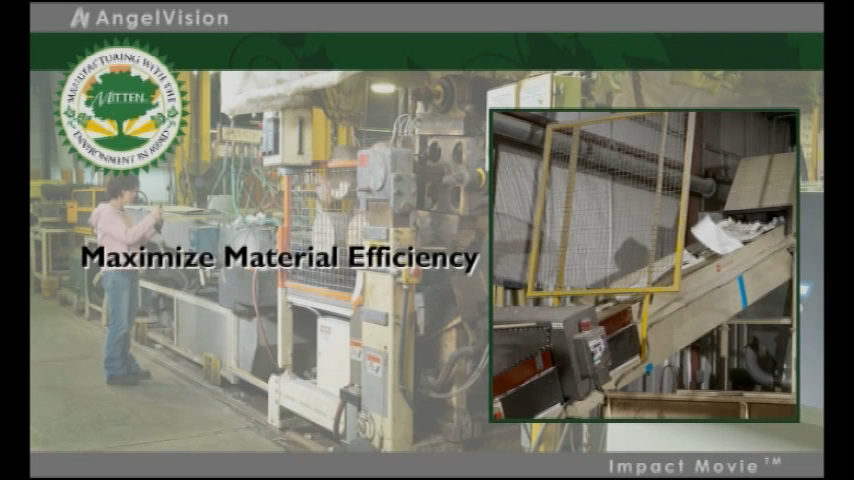 AngelVision
MANUFACTURING WITH THE
MITTEN
ENVIRONMENT IN MIND
Maximize Material Efficiency
Impact Movie™